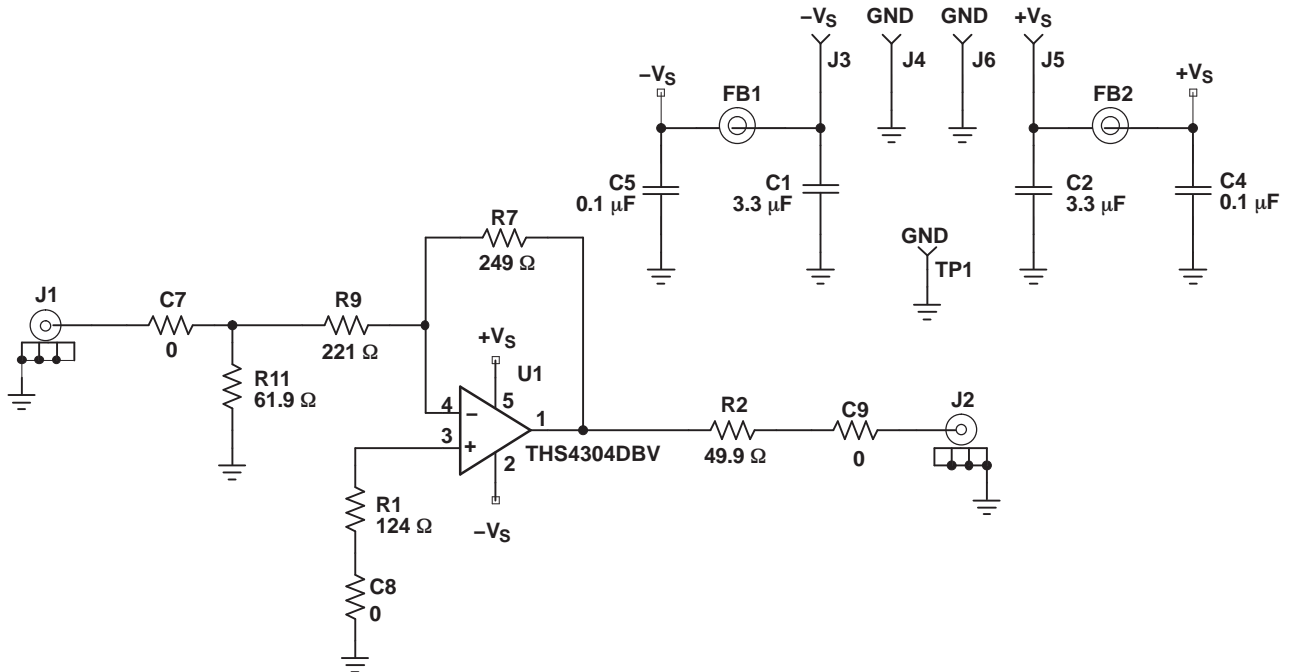 −VS
GND
GND
+VS
J3
J4
J6
J5
−VS
FB1
FB2
+VS
C5
0.1 μF
C1
3.3 μF
C2
3.3 μF
C4
0.1 μF
R7
249 Ω
GND
TP1
J1
C7
0
R9
221 Ω
R11
61.9 Ω
+VS
U1
4
−
5
1
3
+
2
THS4304DBV
−VS
R2
49.9 Ω
C9
0
J2
R1
124 Ω
C8
0